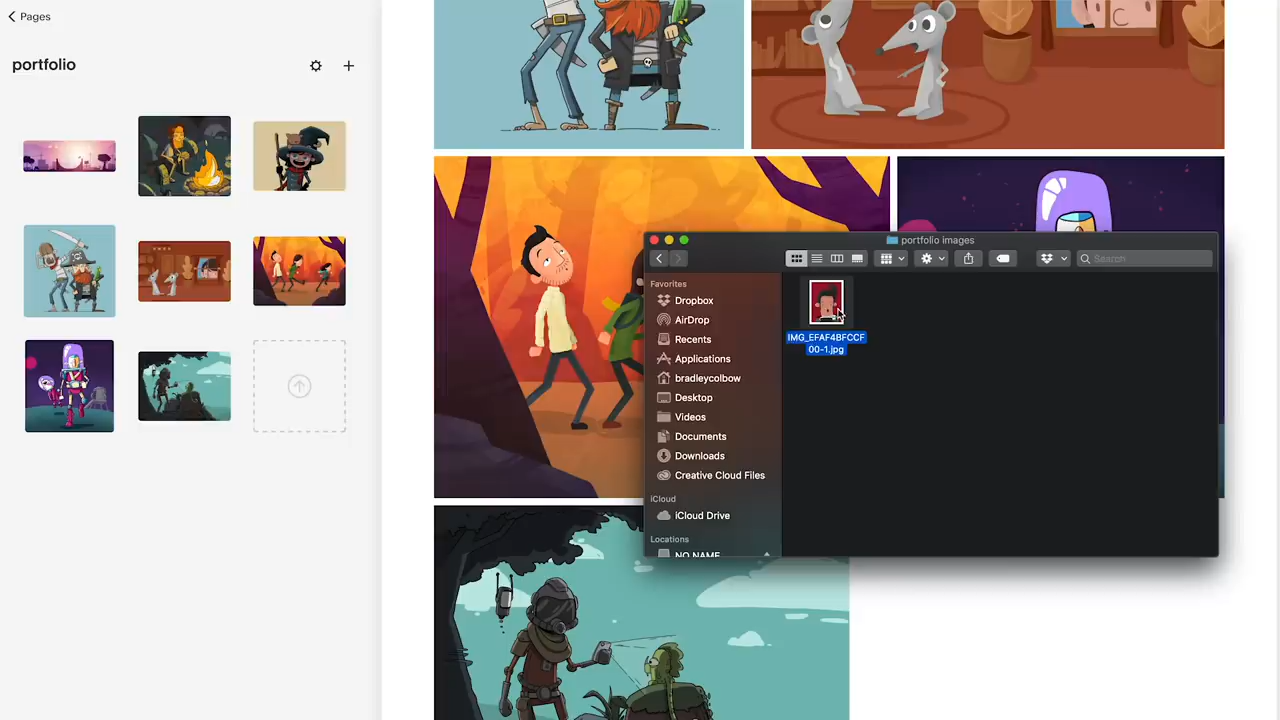 Pages
portfolio
portfolio images
Search
Favorites
Dropbox
AirDrop
Recents
Applications
bradleycolbow
Desktop
Videos
Documents
Downloads
Creative Cloud Files
iCloud
iCloud Drive
Locations
NO NAME
IMG_EFAF4BFCCF
00-1.jpg